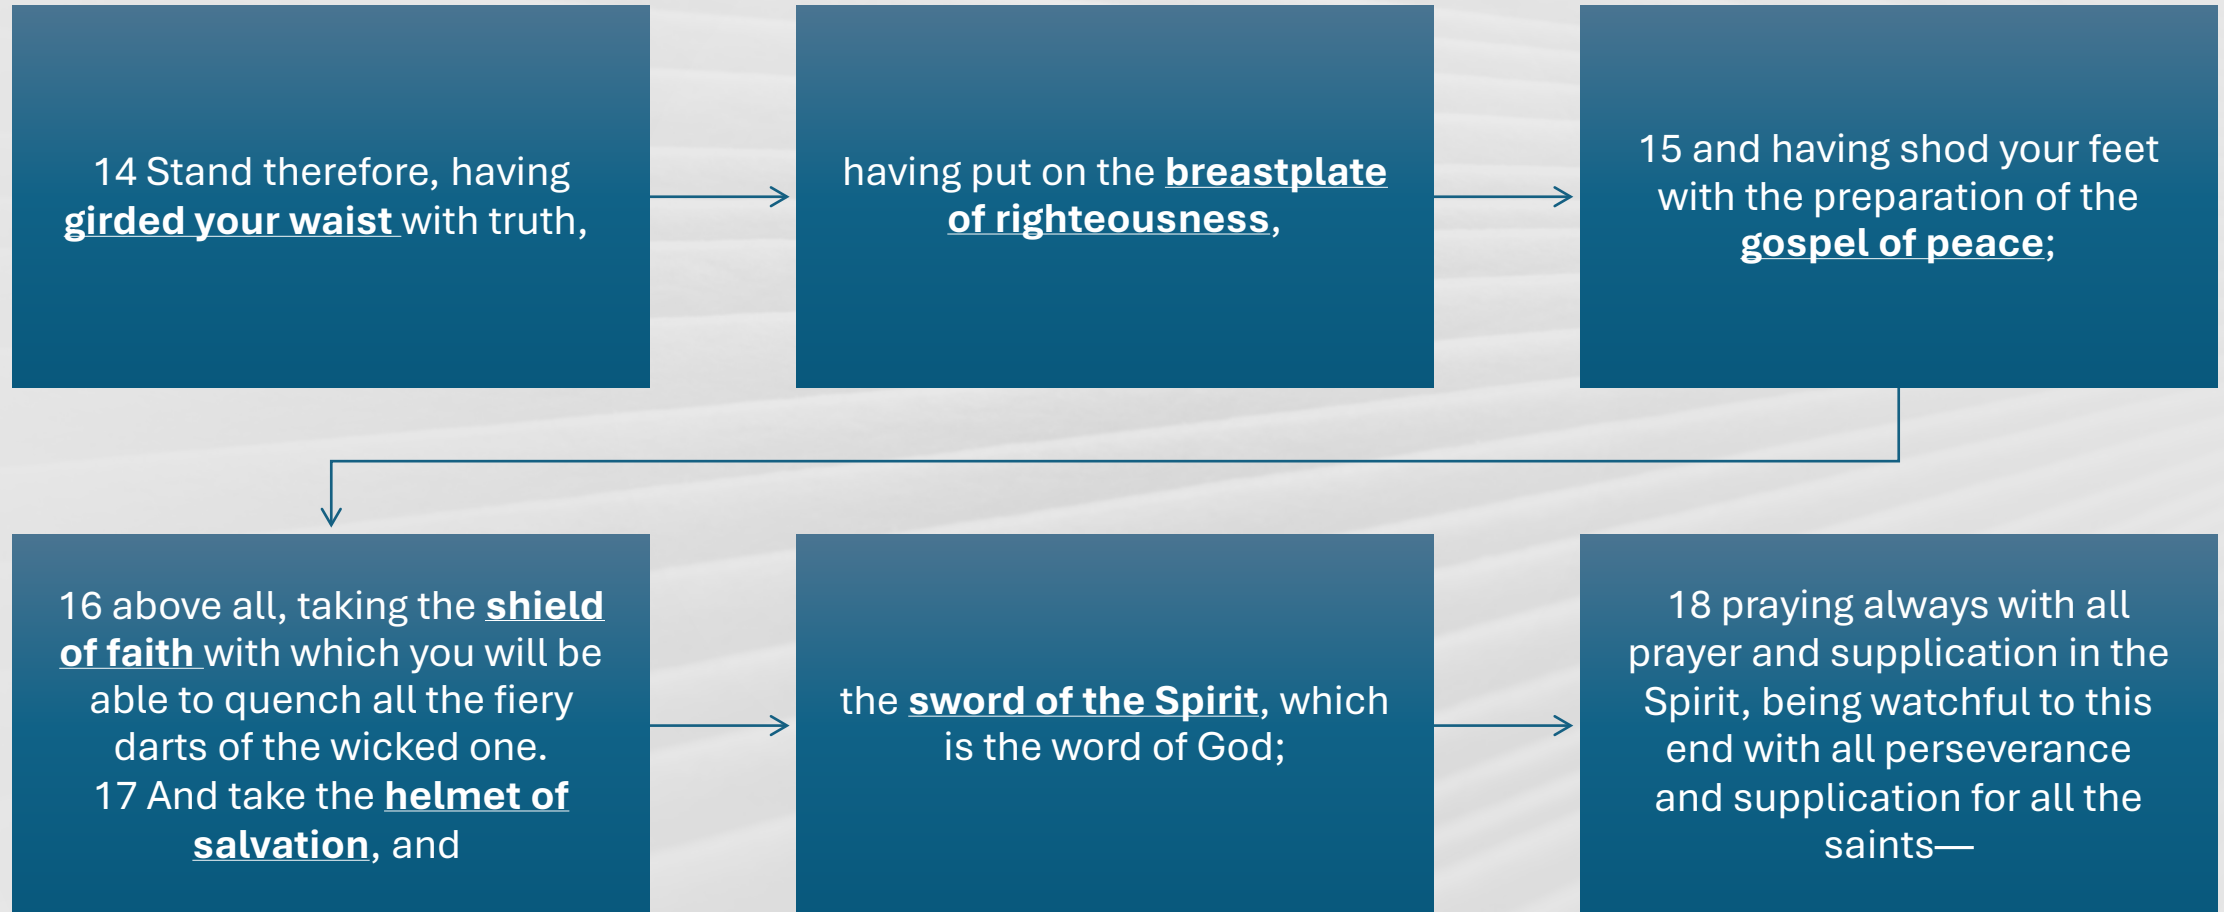 14 Stand therefore, having
girded your waist with truth,
having put on the breastplate
of righteousness,
15 and having shod your feet
with the preparation of the
gospel of peace;
16 above all, taking the shield
of faith with which you will be
able to quench all the fiery
darts of the wicked one.
17 And take the helmet of
salvation, and
the sword of the Spirit, which
is the word of God;
18 praying always with all
prayer and supplication in the
Spirit, being watchful to this
end with all perseverance
and supplication for all the
saints—